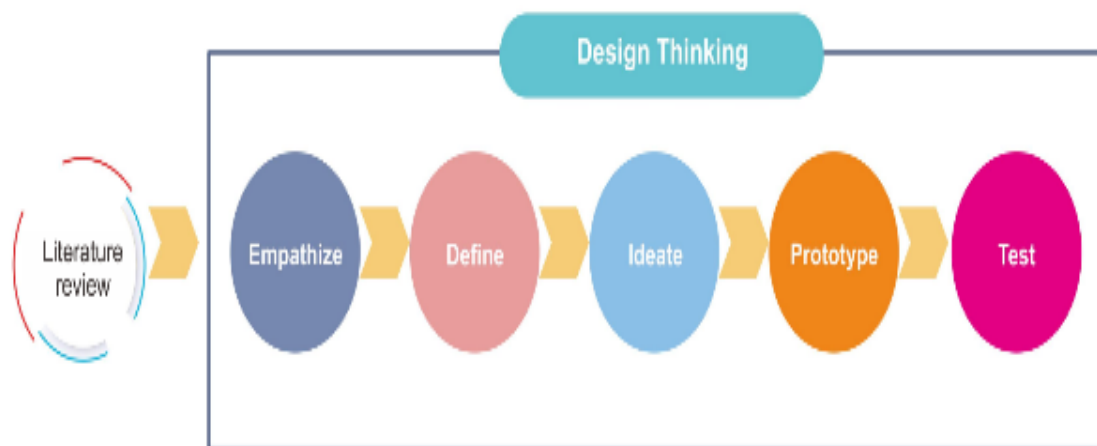 Design Thinking
Literature
review
Empathize
Define
Ideate
Prototype
Test